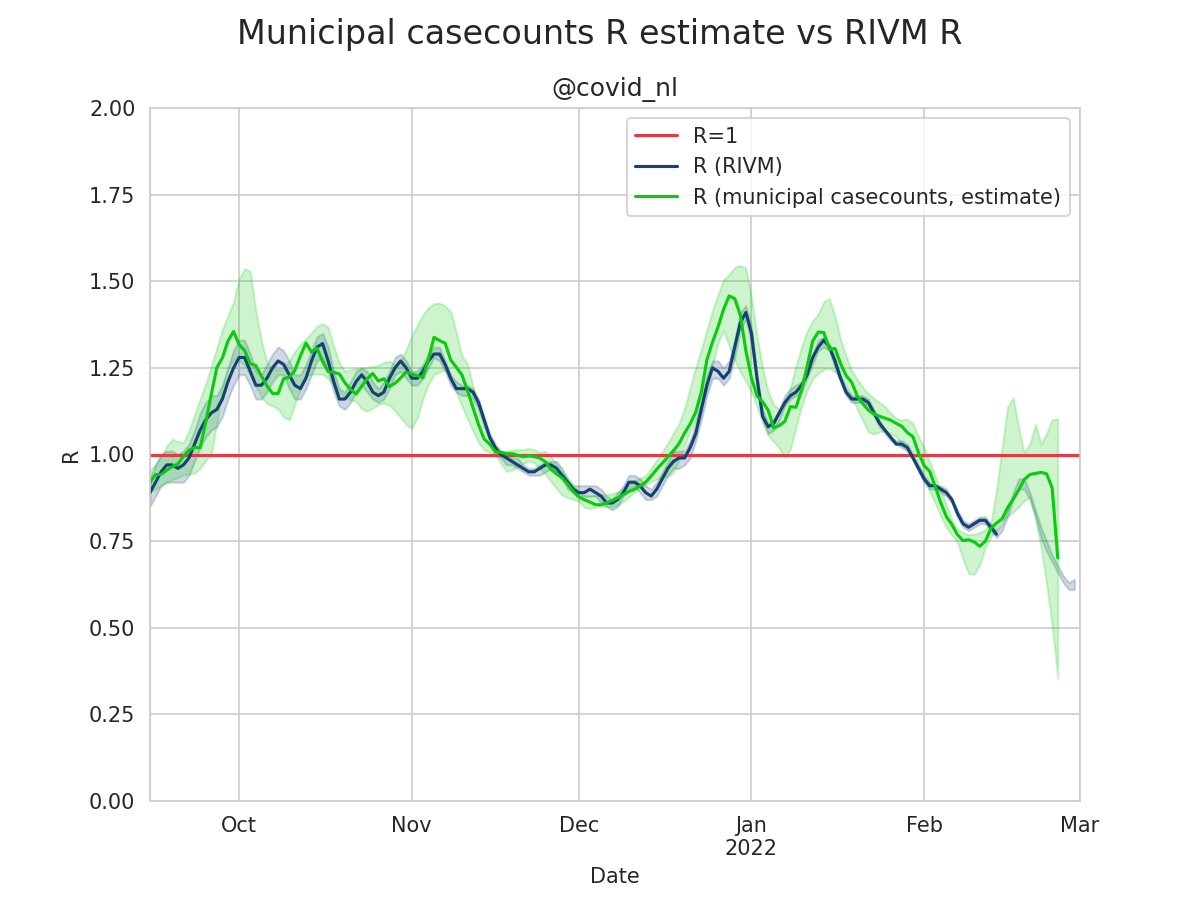 Municipal casecounts R estimate vs RIVM R
@covid_nl
2.00
1.75
1.50
1.25
1.00
0.75
0.50
0.25
0.00
R
R=1
R (RIVM)
R (municipal casecounts, estimate)
Oct
Nov
Dec
Jan
2022
Feb
Mar
Date